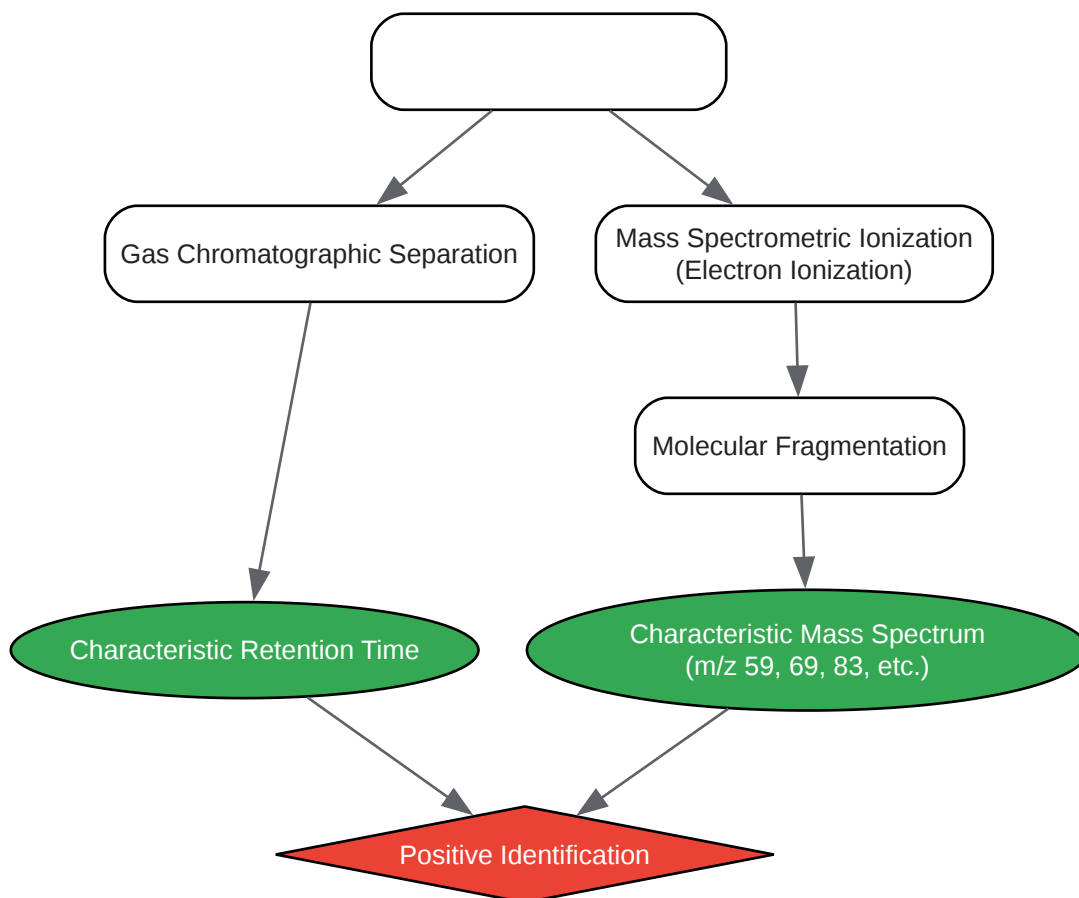 Gas Chromatographic Separation
Mass Spectrometric Ionization
(Electron Ionization)
Molecular Fragmentation
Characteristic Retention Time
Characteristic Mass Spectrum
(m/z 59, 69, 83, etc.)
Positive Identification